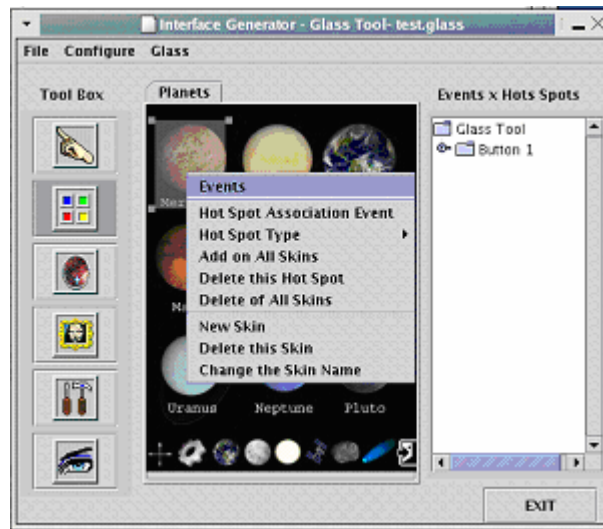 Interface Generator - Glass Tool- test.glass
File Configure Glass
Tool Box
Planets
Events x Hots Spots
Glass Tool
Button 1
Mer
Events
Hot Spot Association Event
Hot Spot Type
Add on All Skins
Delete this Hot Spot
Delete of All Skins
New Skin
Delete this Skin
Change the Skin Name
Ma
Uranus Neptune Pluto
EXIT